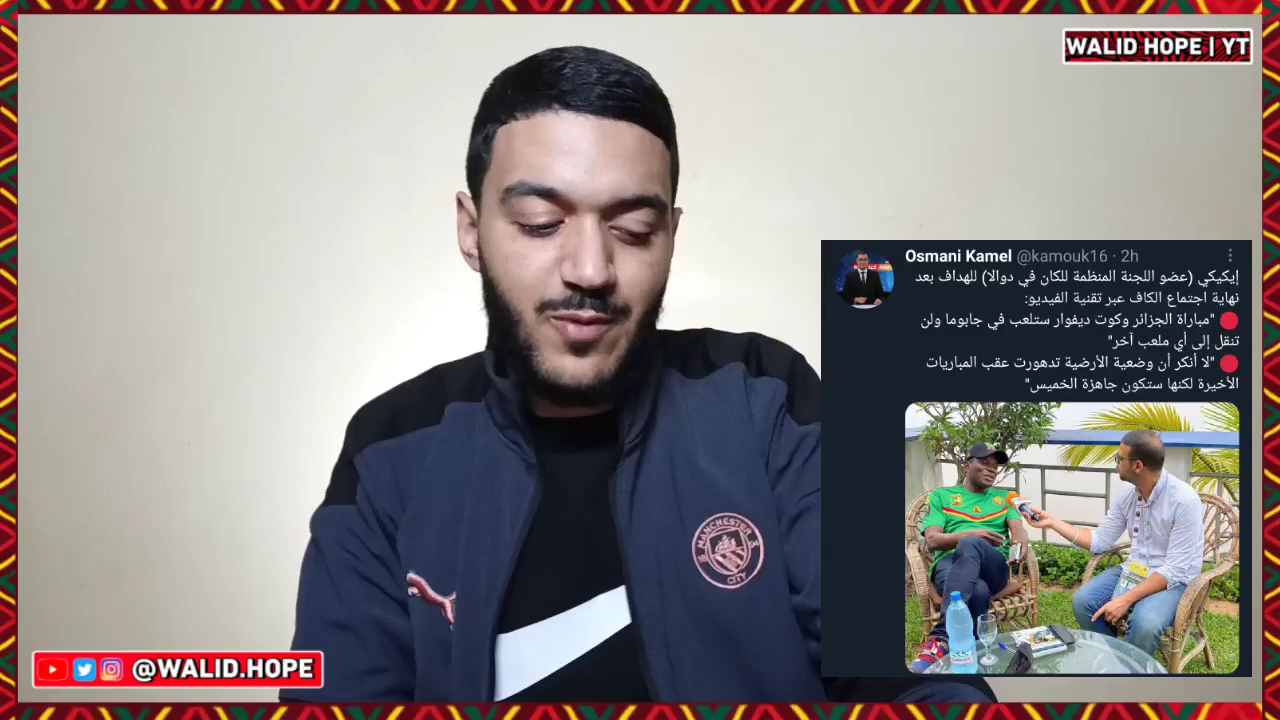 WALID HOPE | YT
Osmani Kamel @kamouk16 · 2h
إيكيكي (عضو اللجنة المنظمة للكان في دوالا) للهداف بعد
نهاية اجتماع الكاف عبر تقنية الفيديو:
🔴 "مباراة الجزائر وكوت ديفوار ستلعب في جابوما ولن
تنقل إلى أي ملعب آخر"
🔴 "لا أنكر أن وضعية الأرضية تدهورت عقب المباريات
الأخيرة لكنها ستكون جاهزة الخميس"
MANCHESTER
CITY
@WALID.HOPE